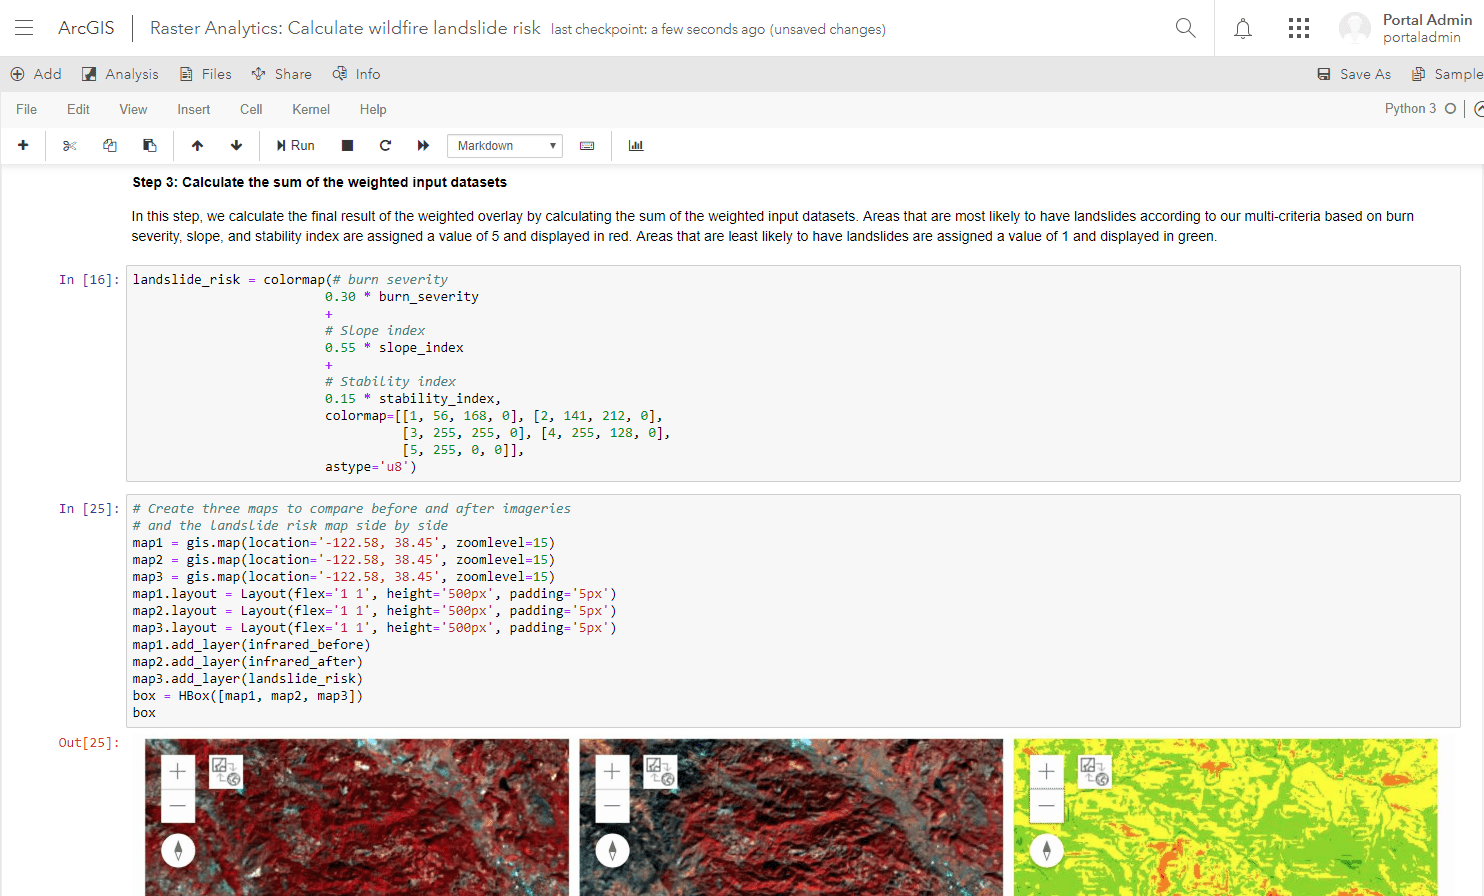 ArcGIS Raster Analytics: Calculate wildfire landslide risk last checkpoint: a few seconds ago (unsaved changes) Portal Admin
portaladmin
Add Analysis Files Share Info Save As Sample
File Edit View Insert Cell Kernel Help Python 3
Run Markdown
Step 3: Calculate the sum of the weighted input datasets
In this step, we calculate the final result of the weighted overlay by calculating the sum of the weighted input datasets. Areas that are most likely to have landslides according to our multi-criteria based on burn
severity, slope, and stability index are assigned a value of 5 and displayed in red. Areas that are least likely to have landslides are assigned a value of 1 and displayed in green.
In [16]: landslide_risk = colormap(# burn severity
0.30 * burn_severity
+
# Slope index
0.55 * slope_index
+
# Stability index
0.15 * stability_index,
colormap=[[1, 56, 168, 0], [2, 141, 212, 0],
[3, 255, 255, 0], [4, 255, 128, 0],
[5, 255, 0, 0]],
astype='u8')
In [25]: # Create three maps to compare before and after imageries
# and the landslide risk map side by side
map1 = gis.map(location='-122.58, 38.45', zoomlevel=15)
map2 = gis.map(location='-122.58, 38.45', zoomlevel=15)
map3 = gis.map(location='-122.58, 38.45', zoomlevel=15)
map1.layout = Layout(flex='1 1', height='500px', padding='5px')
map2.layout = Layout(flex='1 1', height='500px', padding='5px')
map3.layout = Layout(flex='1 1', height='500px', padding='5px')
map1.add_layer(infrared_before)
map2.add_layer(infrared_after)
map3.add_layer(landslide_risk)
box = HBox([map1, map2, map3])
box
Out[25]: